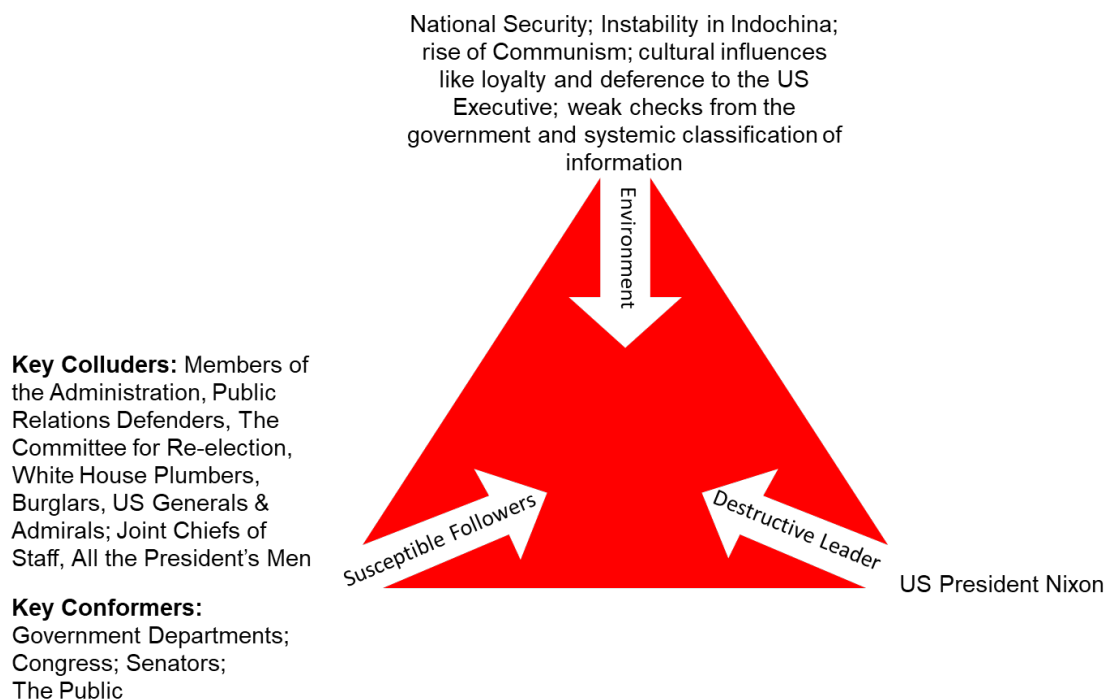 National Security; Instability in Indochina;
rise of Communism; cultural influences
like loyalty and deference to the US
Executive; weak checks from the
government and systemic classification of
information
Environment
Key Colluders: Members of
the Administration, Public
Relations Defenders, The
Committee for Re-election,
White House Plumbers,
Burglars, US Generals &
Admirals; Joint Chiefs of
Staff, All the President’s Men
Susceptible Followers
Destructive Leader
US President Nixon
Key Conformers:
Government Departments;
Congress; Senators;
The Public